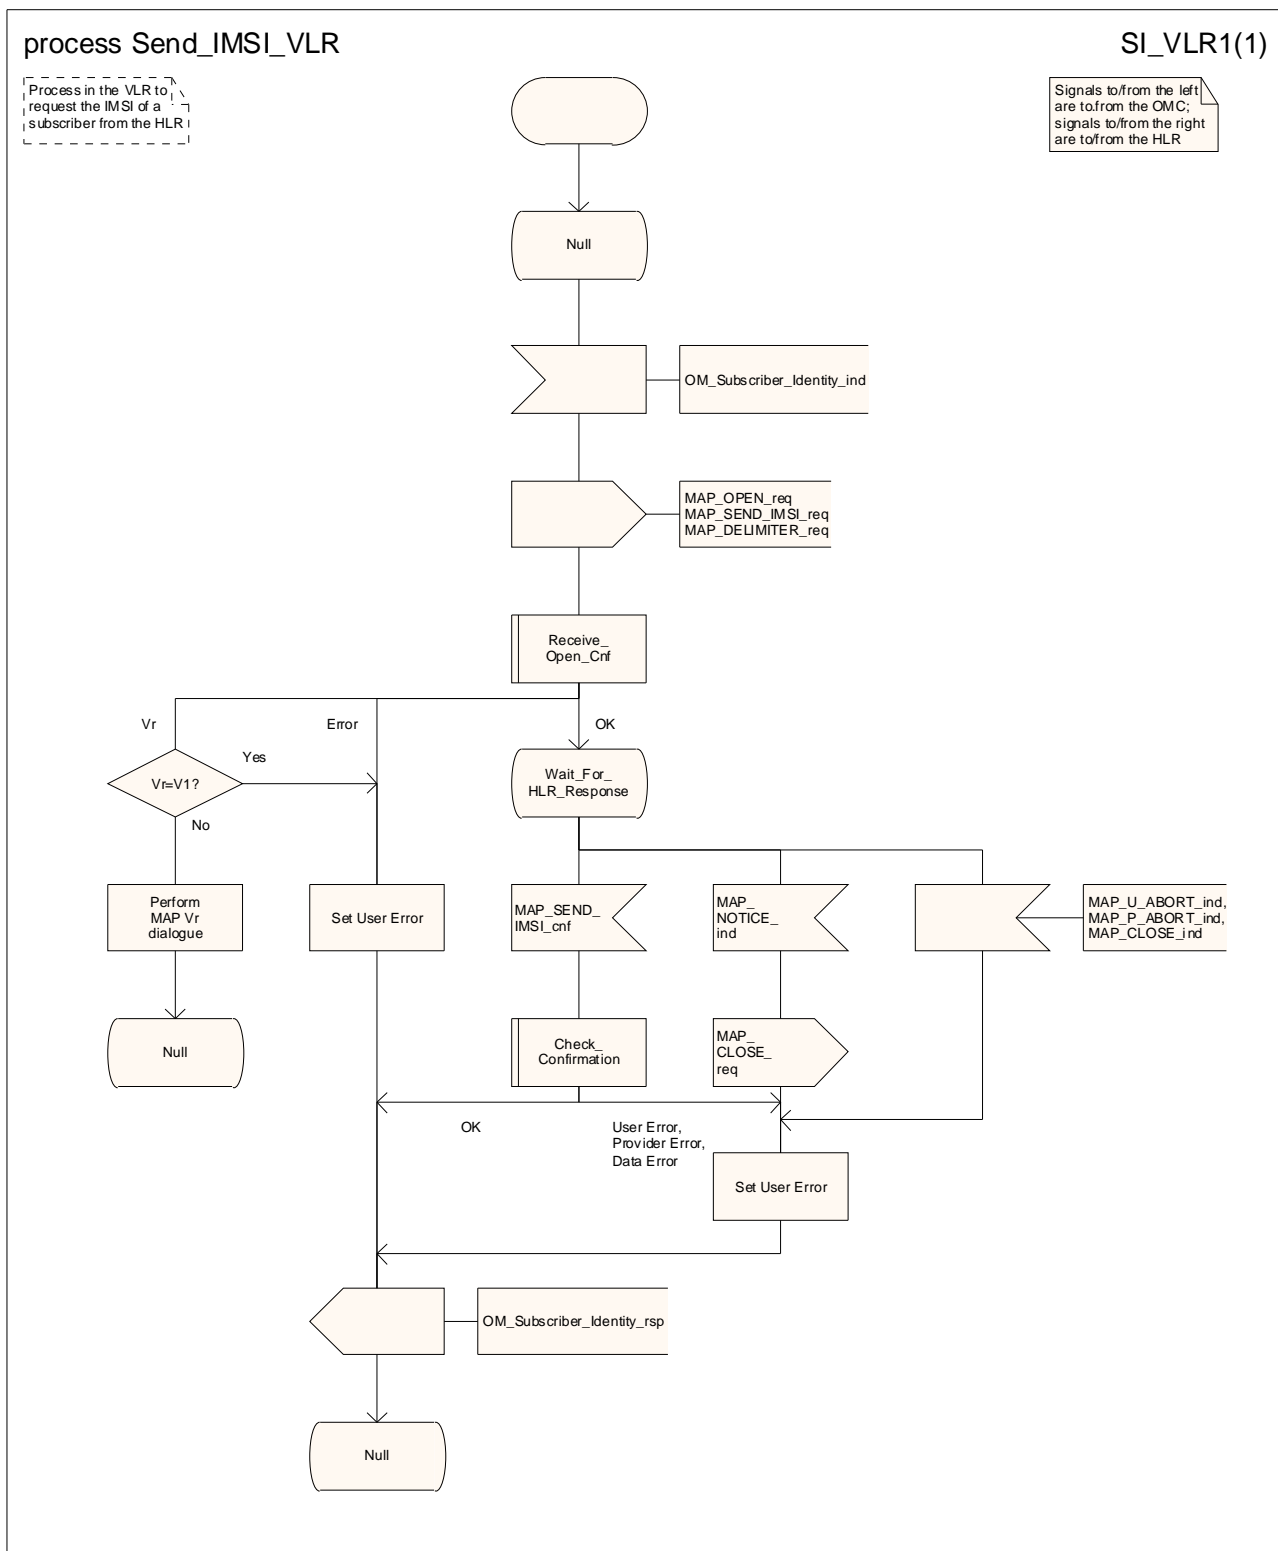 process Send_IMSI_VLR
SI_VLR1(1)
Process in the VLR to
request the IMSI of a
subscriber from the HLR
Signals to/from the left
are to.from the OMC;
signals to/from the right
are to/from the HLR
Null
OM_Subscriber_Identity_ind
MAP_OPEN_req
MAP_SEND_IMSI_req
MAP_DELIMITER_req
Receive_
Open_Cnf
Vr
Error
OK
Yes
Vr=V1?
Wait_For_
HLR_Response
No
Perform
MAP Vr
dialogue
Set User Error
MAP_SEND_
IMSI_cnf
MAP_
NOTICE_
ind
MAP_U_ABORT_ind,
MAP_P_ABORT_ind,
MAP_CLOSE_ind
Null
Check_
Confirmation
MAP_
CLOSE_
req
OK
User Error,
Provider Error,
Data Error
Set User Error
OM_Subscriber_Identity_rsp
Null